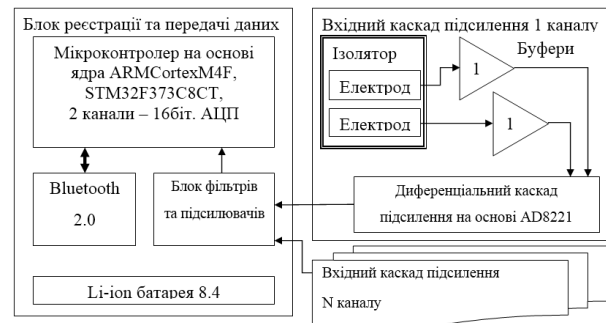 Блок реєстрації та передачі даних
Мікроконтролер на основі
ядра ARMCortexM4F,
STM32F373C8CT,
2 канали – 16біт. АЦП
Bluetooth
2.0
Блок фільтрів
та підсилювачів
Li-ion батарея 8.4
Вхідний каскад підсилення 1 каналу
Ізолятор
Електрод
Електрод
Буфери
1
1
Диференціальний каскад
підсилення на основі AD8221
Вхідний каскад підсилення
N каналу